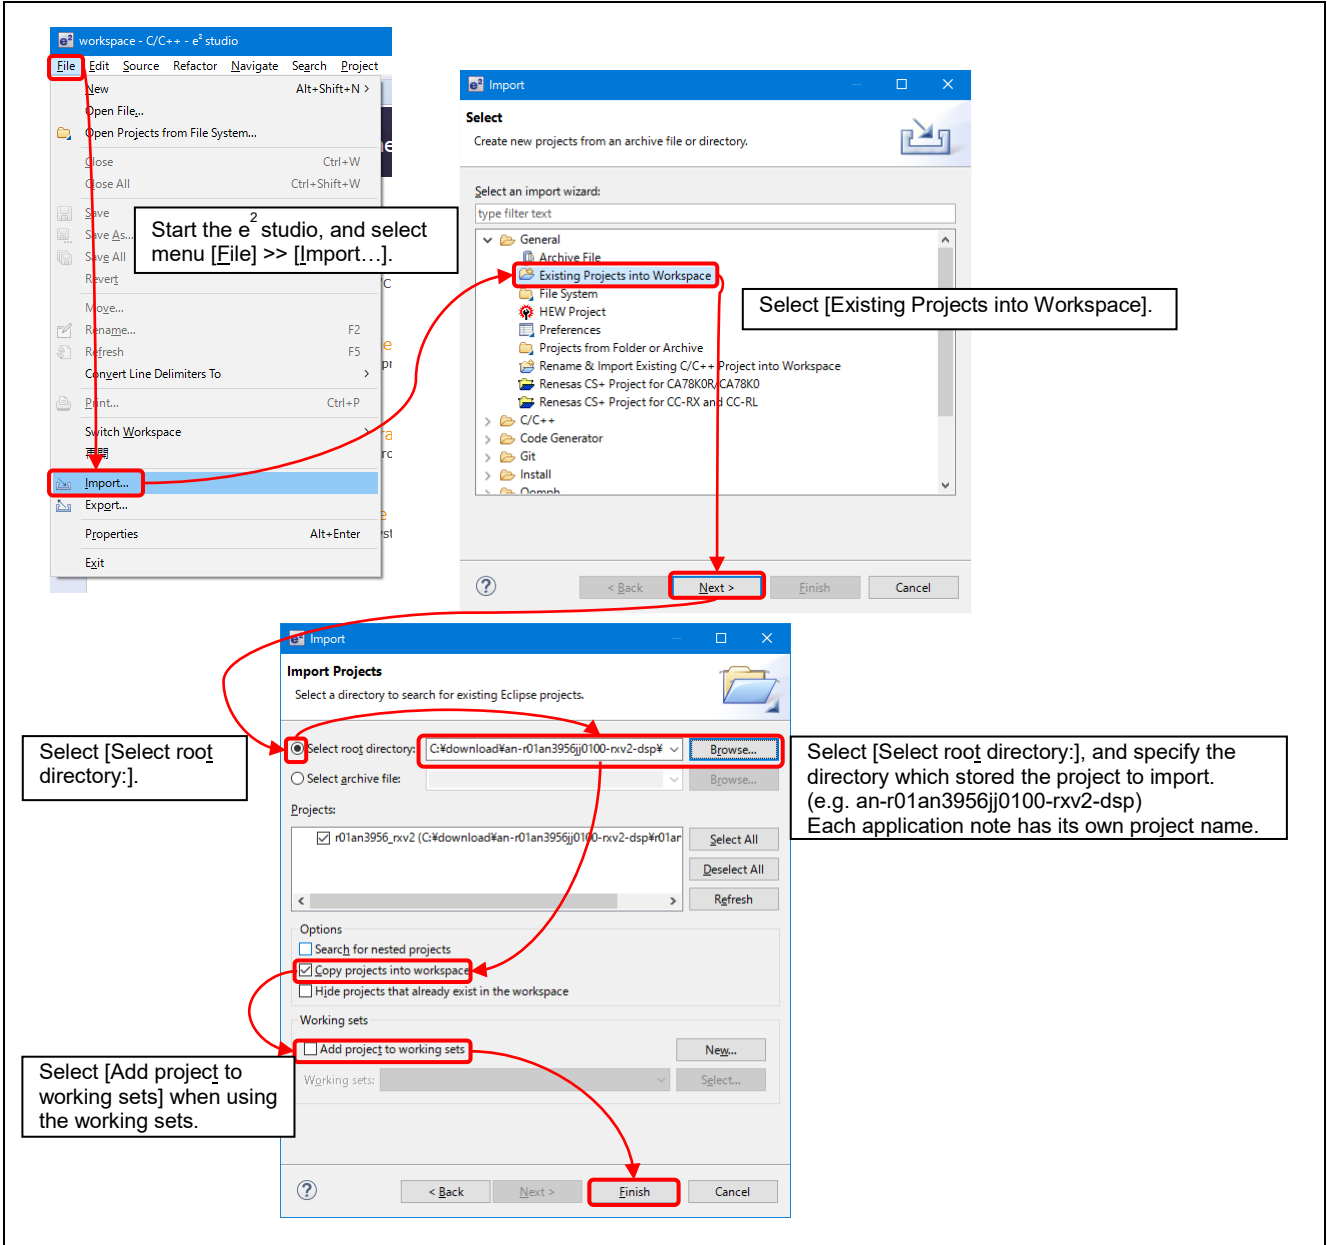 workspace - C/C++ - e² studio
File Edit Source Refactor Navigate Search Project
New Alt+Shift+N >
Open File...
Open Projects from File System...
Close Ctrl+W
Close All Ctrl+Shift+W
Save
Save As...
Save All
Revert
Move...
Rename... F2
Refresh F5
Convert Line Delimiters To >
Print... Ctrl+P
Switch Workspace
再開
Import...
Export...
Properties Alt+Enter
Exit
Start the e² studio, and select
menu [File] >> [Import…].
Import
Select
Create new projects from an archive file or directory.
Select an import wizard:
type filter text
General
Archive File
Existing Projects into Workspace
File System
HEW Project
Preferences
Projects from Folder or Archive
Rename & Import Existing C/C++ Project into Workspace
Renesas CS+ Project for CA78K0R/CA78K0
Renesas CS+ Project for CC-RX and CC-RL
C/C++
Code Generator
Git
Install
Oomph
< Back Next > Finish Cancel
Select [Existing Projects into Workspace].
Import
Import Projects
Select a directory to search for existing Eclipse projects.
Select root directory: C:¥download¥an-r01an3956jj0100-rxv2-dsp¥ Browse...
Select archive file: Browse...
Projects:
r01an3956_rxv2 (C:¥download¥an-r01an3956jj0100-rxv2-dsp¥r01ar
Select All
Deselect All
Refresh
Options
Search for nested projects
Copy projects into workspace
Hide projects that already exist in the workspace
Working sets
Add project to working sets New...
Working sets: Select...
< Back Next > Finish Cancel
Select [Select root
directory:].
Select [Select root directory:], and specify the
directory which stored the project to import.
(e.g. an-r01an3956jj0100-rxv2-dsp)
Each application note has its own project name.
Select [Add project to
working sets] when using
the working sets.